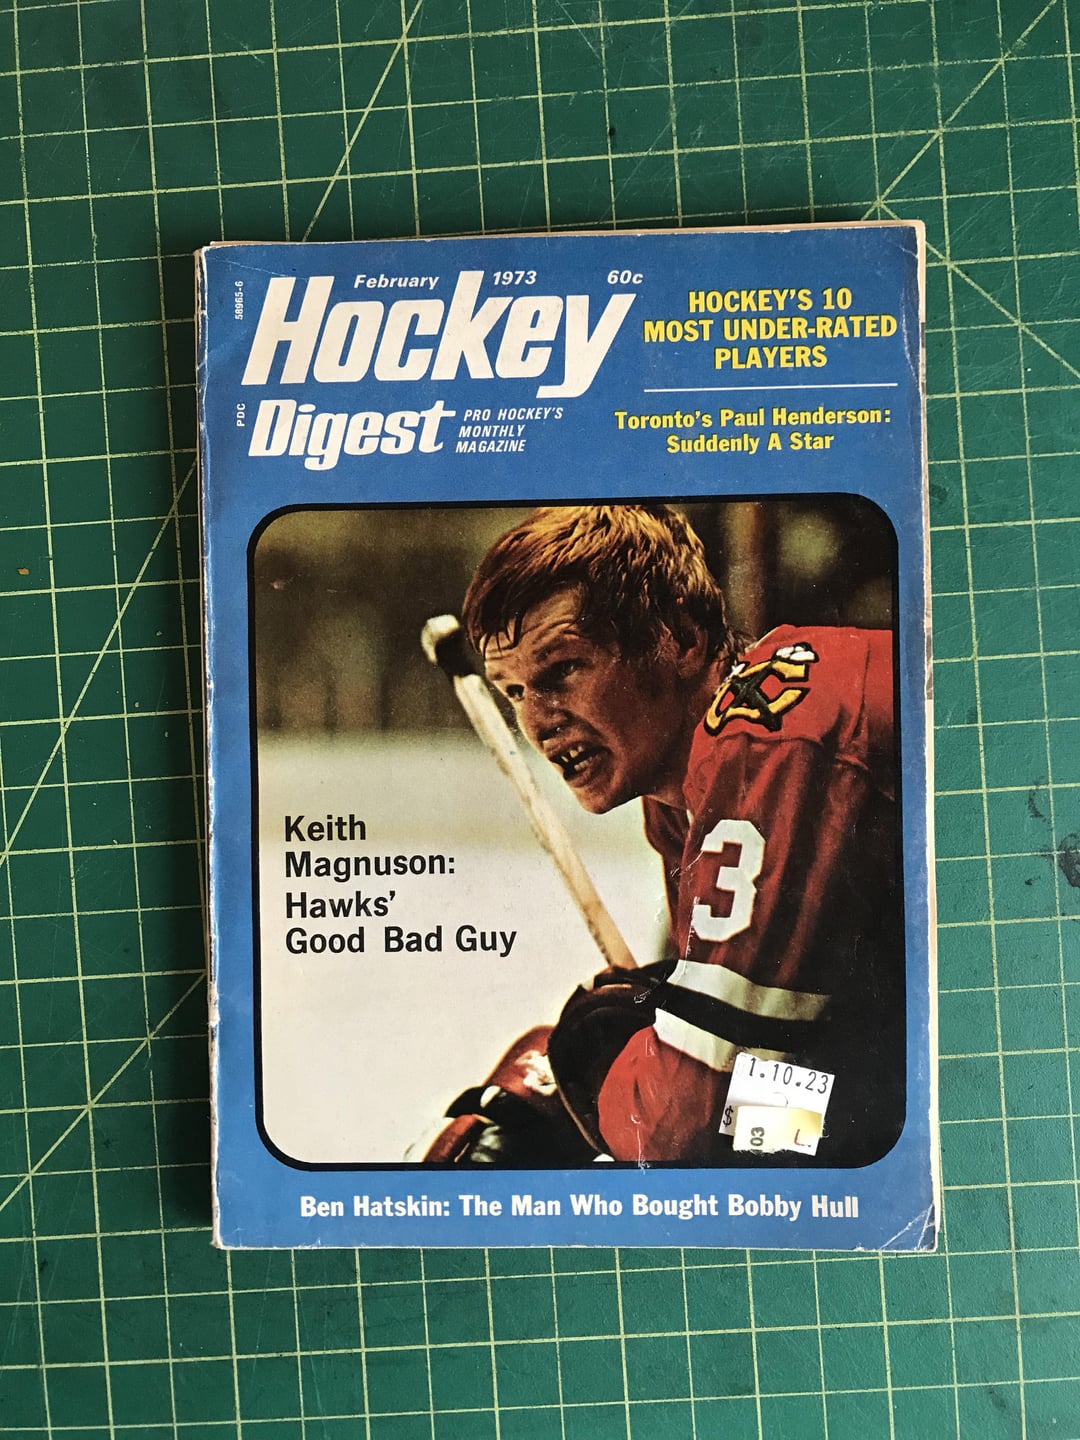 58965-6
February 1973 60c
Hockey
PDC
Digest
PRO HOCKEY'S
MONTHLY
MAGAZINE
HOCKEY'S 10
MOST UNDER-RATED
PLAYERS
Toronto's Paul Henderson:
Suddenly A Star
3
Keith
Magnuson:
Hawks'
Good Bad Guy
1.10.23
$
03 L.
Ben Hatskin: The Man Who Bought Bobby Hull